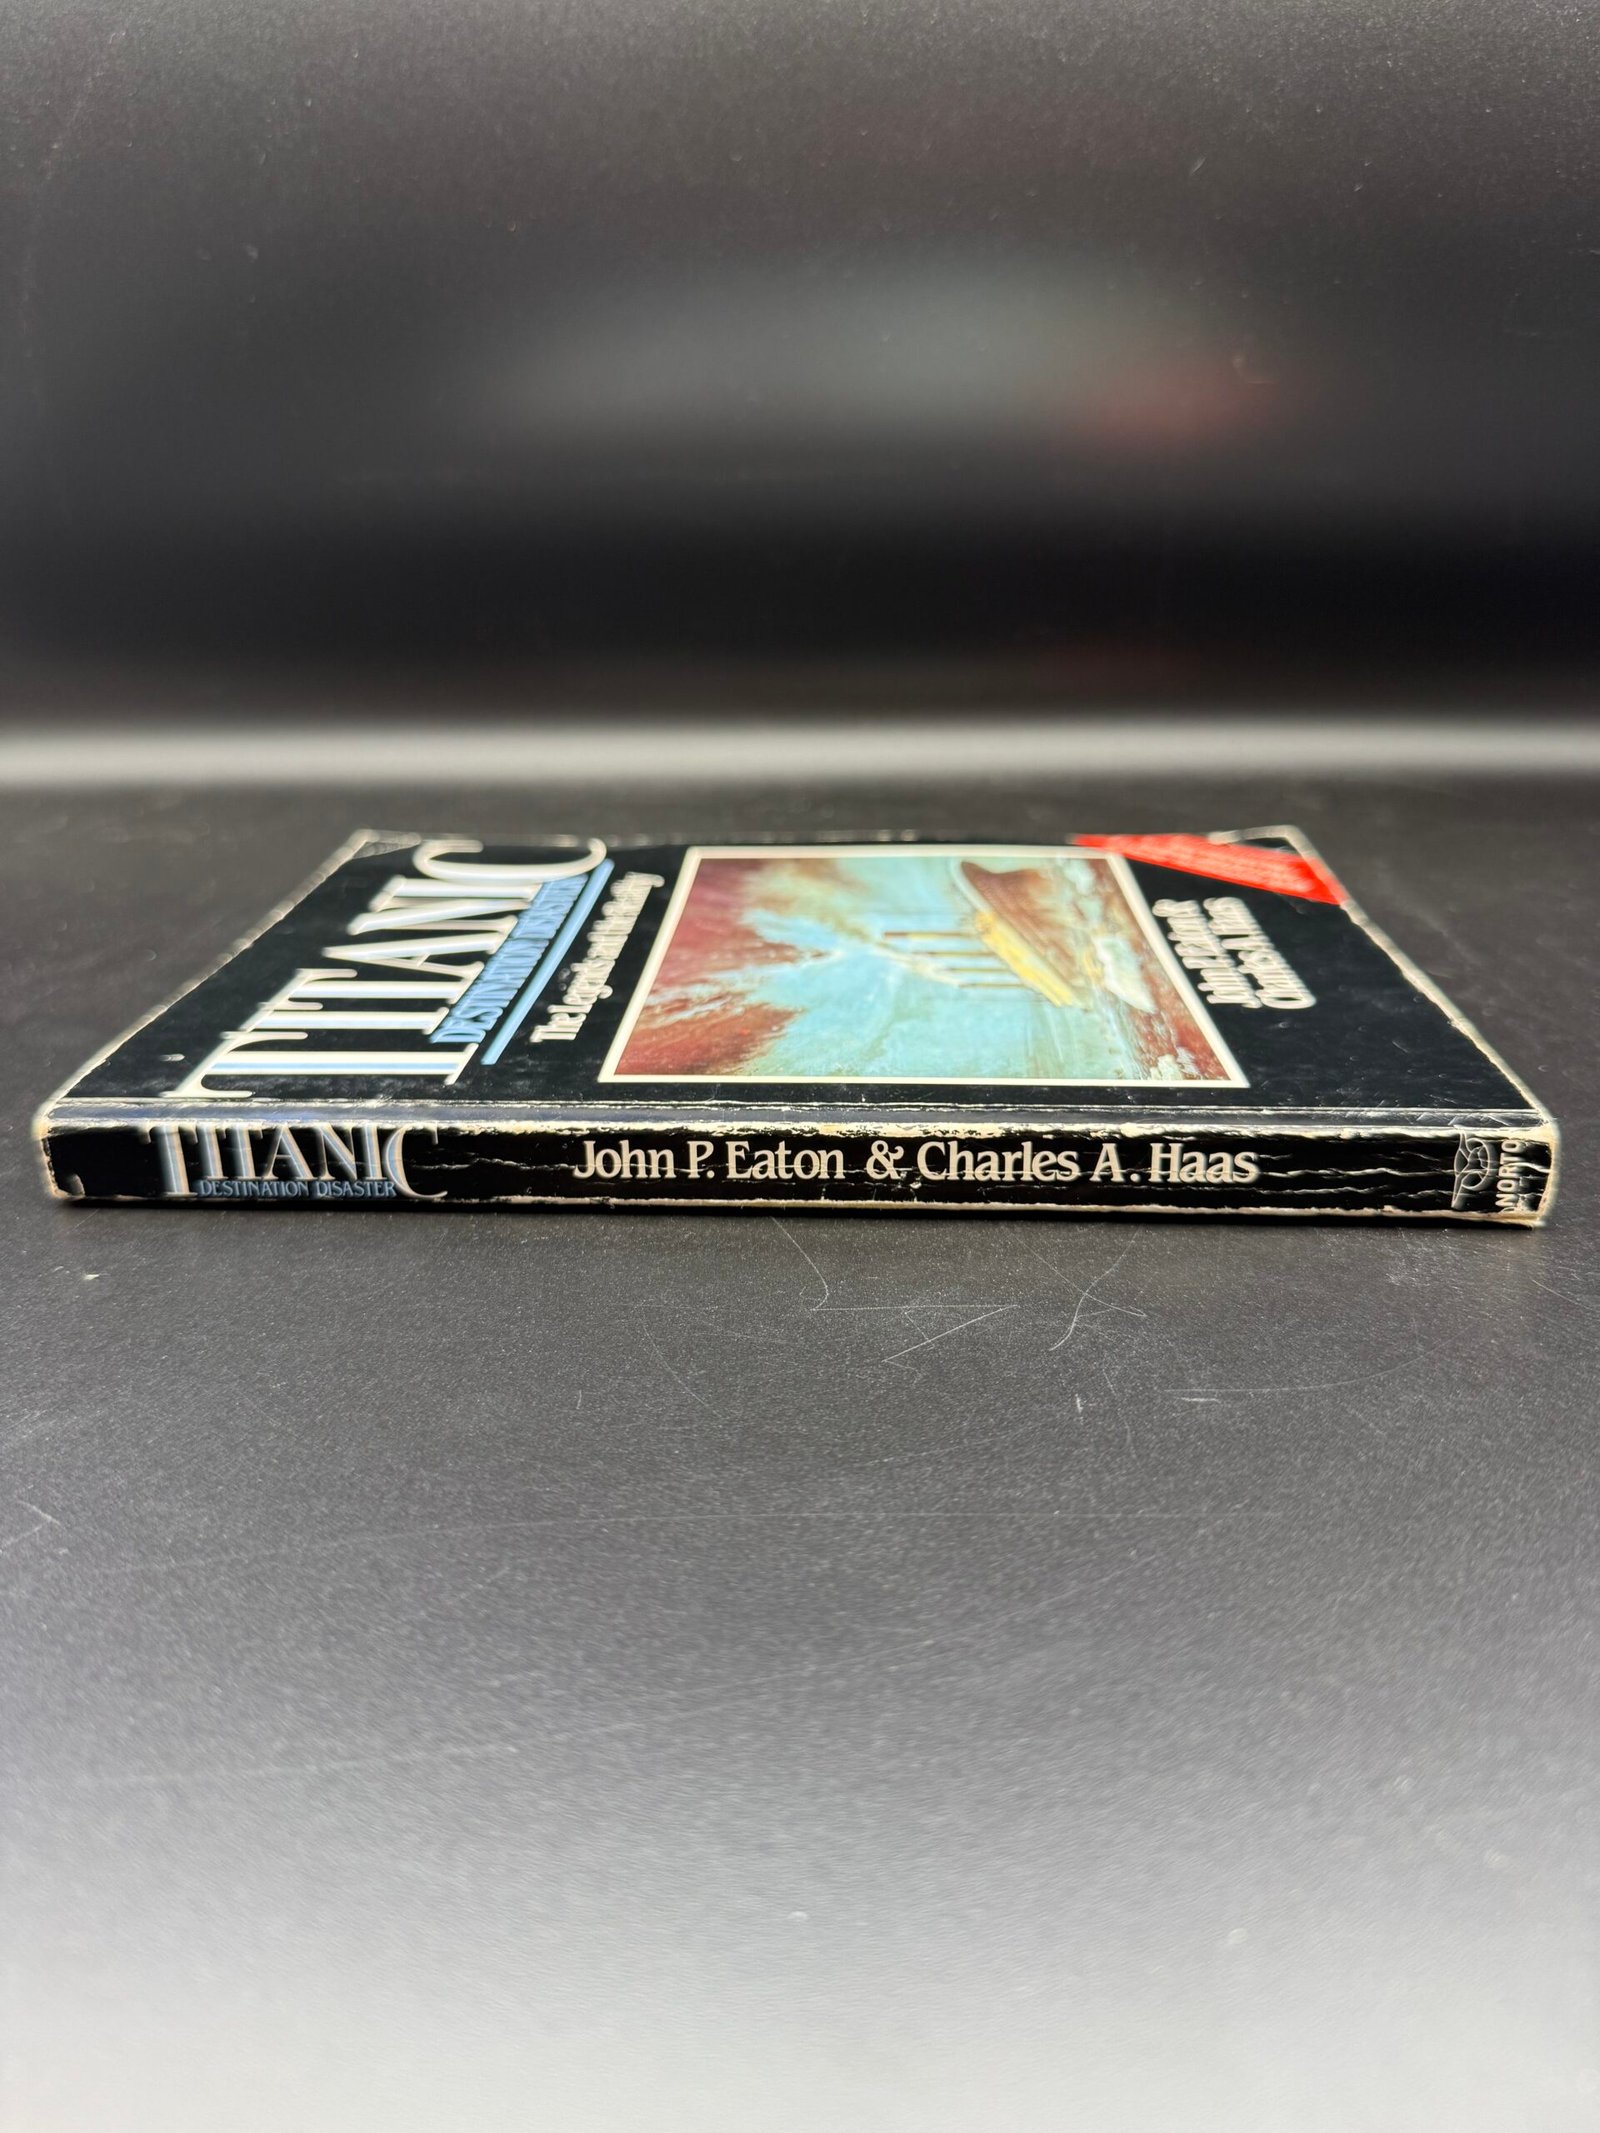 TITANIC
DESTINATION DISASTER
The Legends and the Reality
John P. Eaton &
Charles A. Haas
TITANIC
DESTINATION DISASTER
John P. Eaton & Charles A. Haas
NORTO